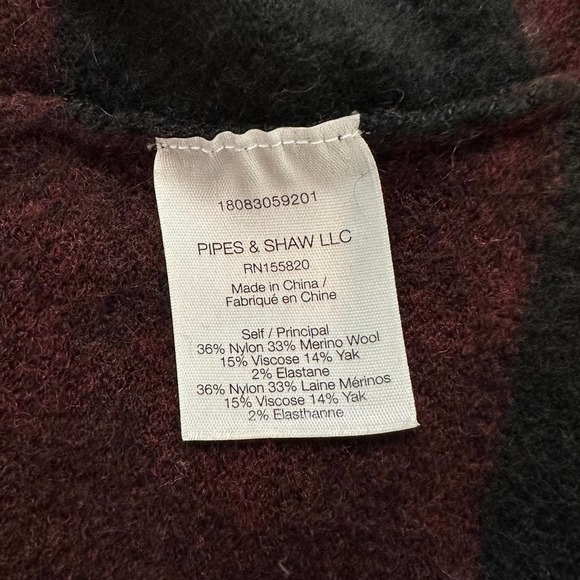 18083059201
PIPES & SHAW LLC
RN155820
Made in China /
Fabriqué en Chine
Self / Principal
36% Nylon 33% Merino Wool
15% Viscose 14% Yak
2% Elastane
36% Nylon 33% Laine Mérinos
15% Viscose 14% Yak
2% Elasthanne